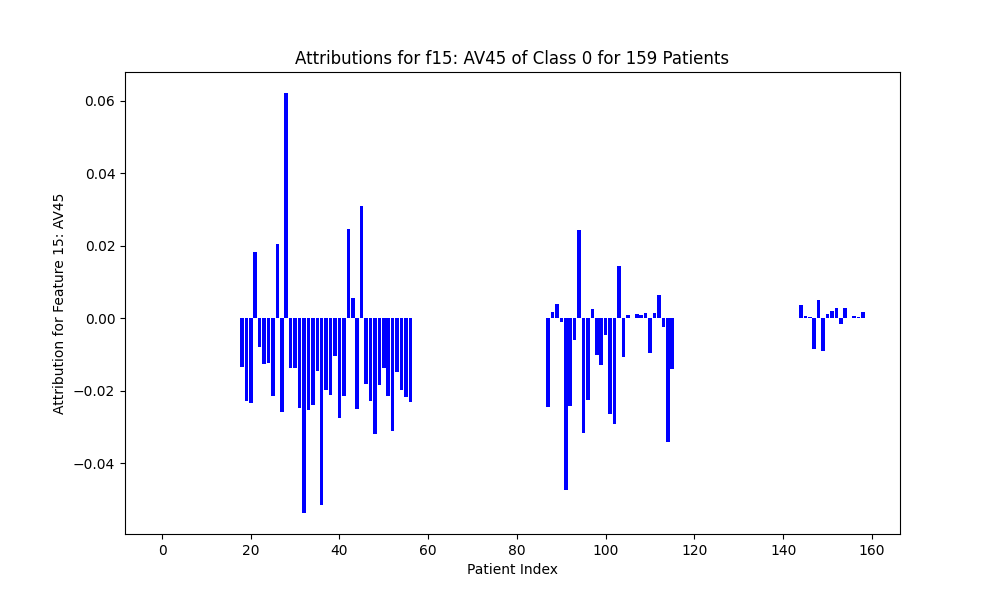 Attributions for f15: AV45 of Class 0 for 159 Patients
Attribution for Feature 15: AV45
0.06
0.04
0.02
0.00
−0.02
−0.04
0 20 40 60 80 100 120 140 160
Patient Index